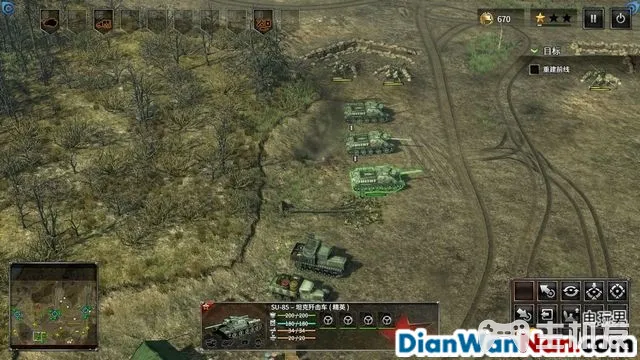 670
目标
重建前线
SU-85 - 坦克歼击车 ( 精英 )
200 / 200
180 / 180
34 / 34
20 / 20
电玩男
DianWanNan.com